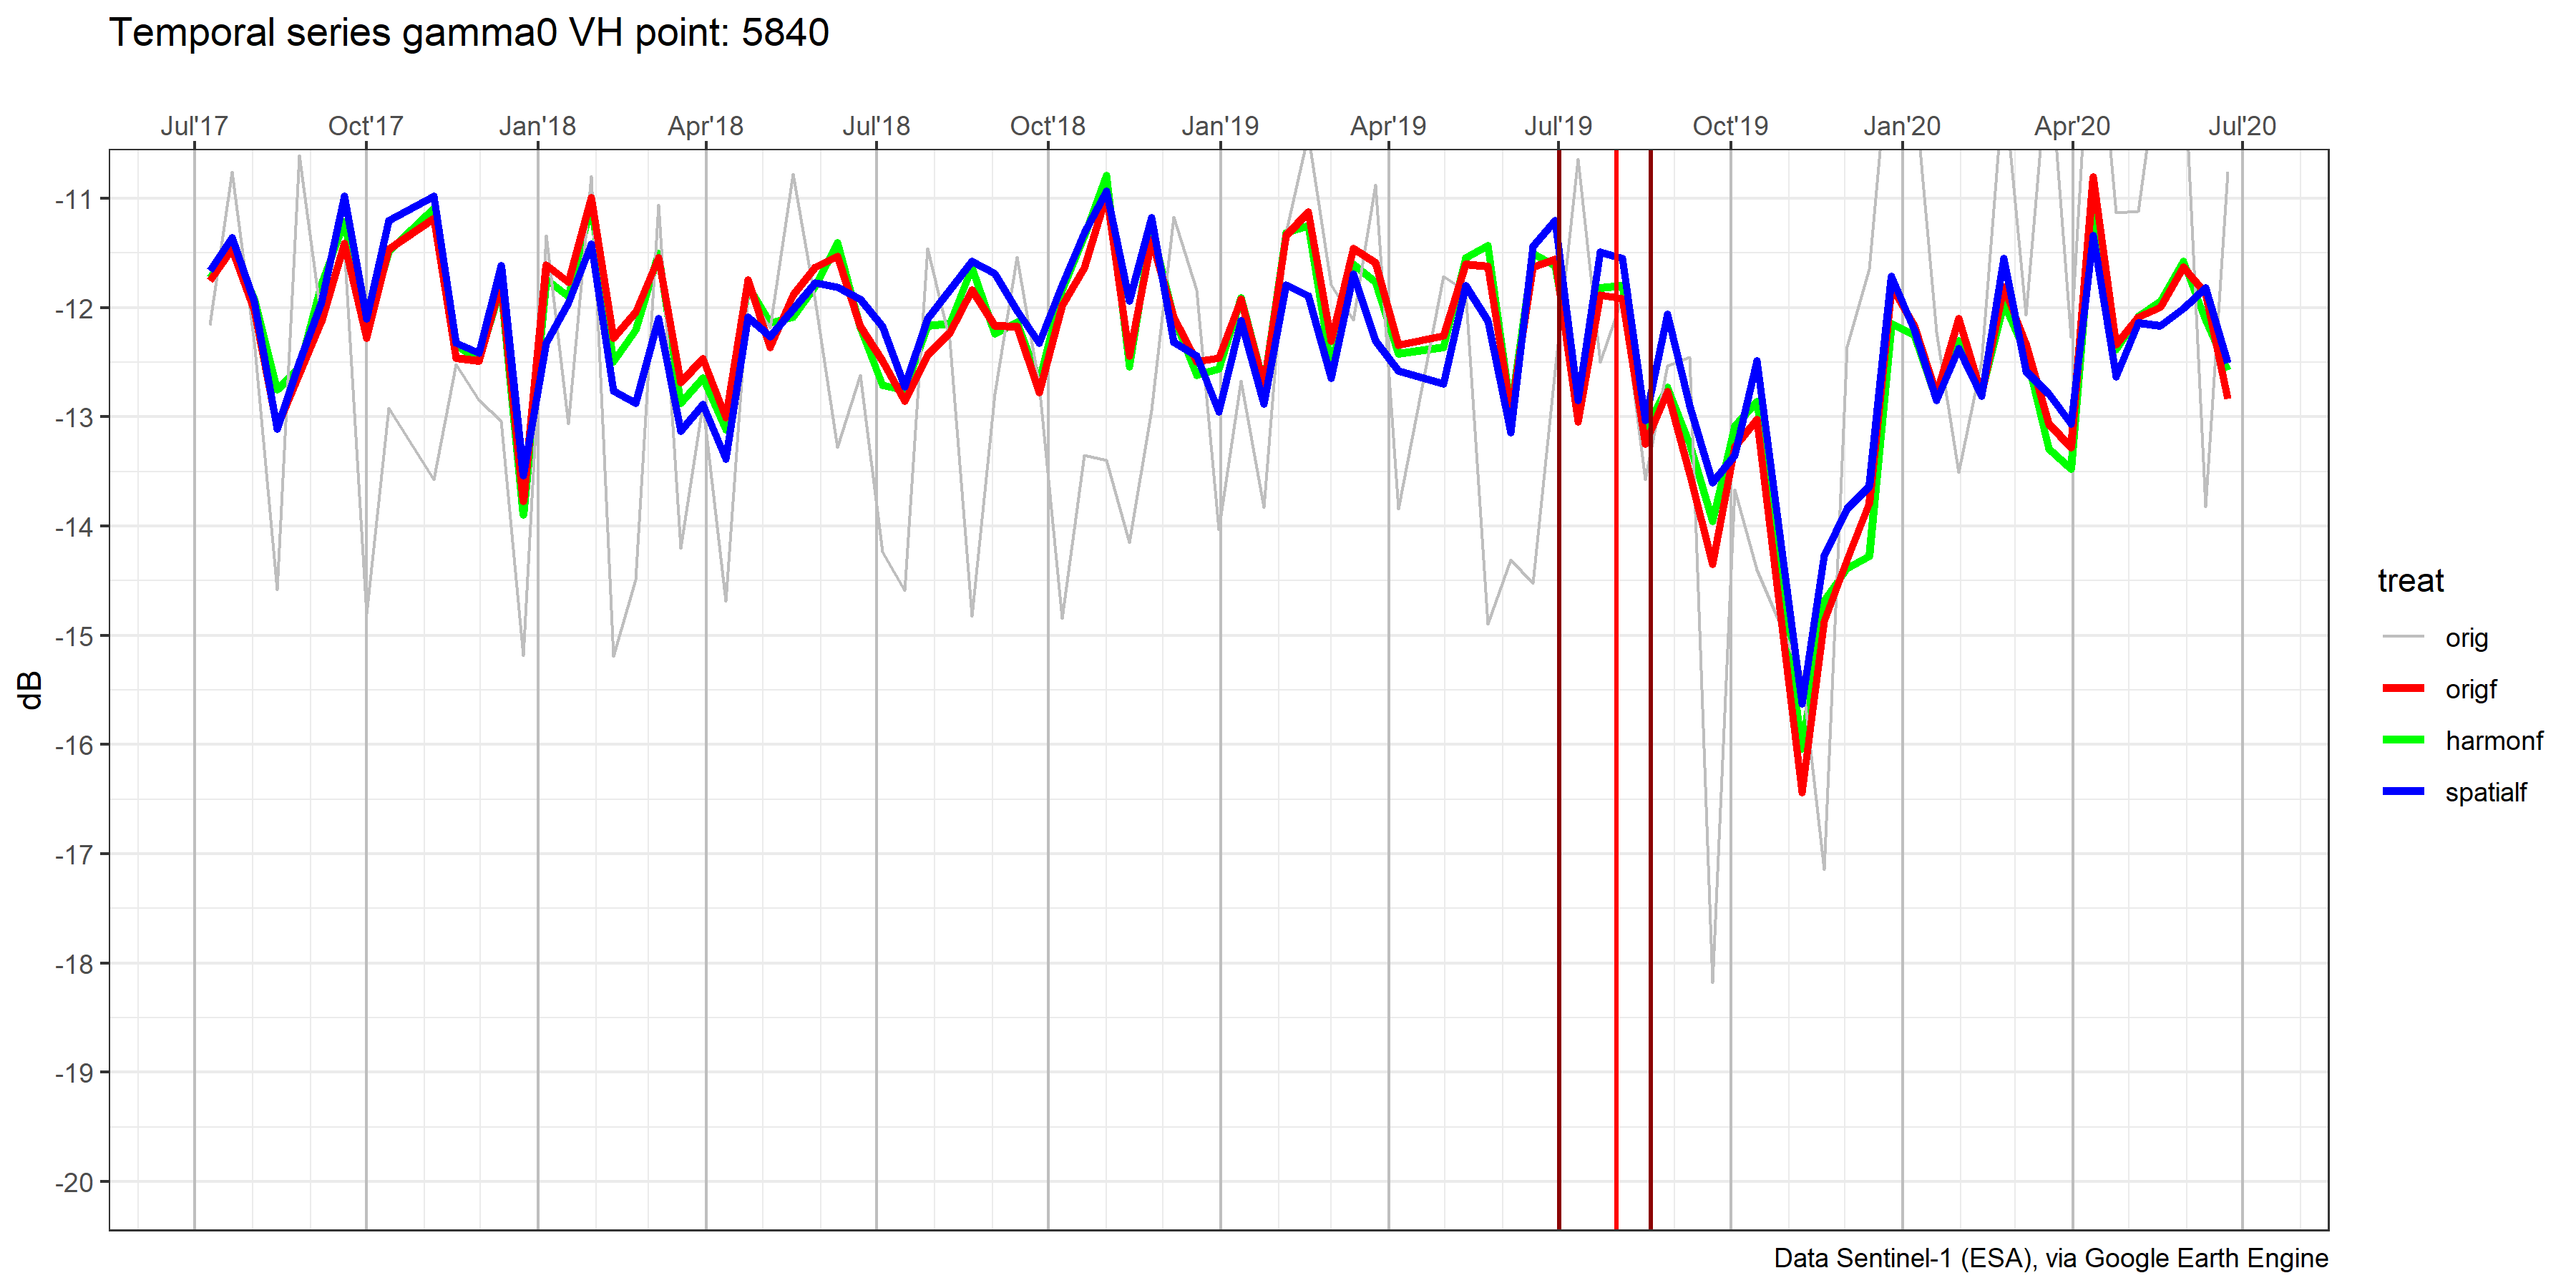 Temporal series gamma0 VH point: 5840
Jul'17 Oct'17 Jan'18 Apr'18 Jul'18 Oct'18 Jan'19 Apr'19 Jul'19 Oct'19 Jan'20 Apr'20 Jul'20
-11
-12
-13
-14
-15
-16
-17
-18
-19
-20
dB
treat
orig
origf
harmonf
spatialf
Data Sentinel-1 (ESA), via Google Earth Engine